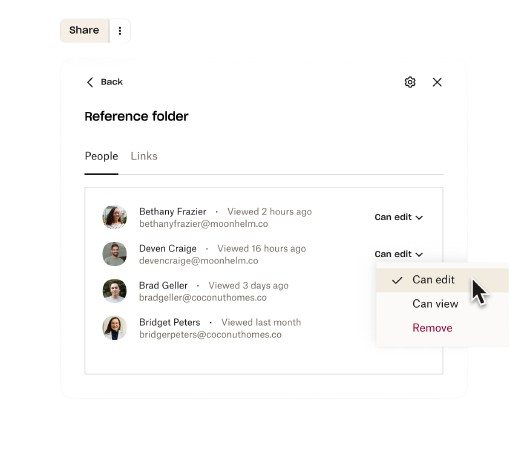 Share
Back
Reference folder
People Links
Bethany Frazier · Viewed 2 hours ago
bethanyfrazier@moonhelm.co
Can edit
Deven Craige · Viewed 16 hours ago
devencraige@moonhelm.co
Can edit
Brad Geller · Viewed 3 days ago
bradgeller@coconuthomes.co
Bridget Peters · Viewed last month
bridgerpeters@coconuthomes.co
Can edit
Can view
Remove